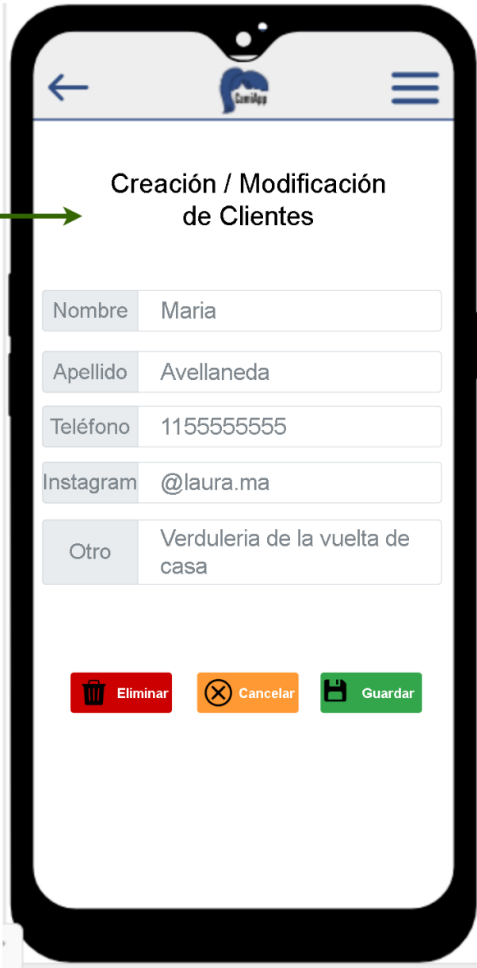 CamiApp
Creación / Modificación
de Clientes
Nombre Maria
Apellido Avellaneda
Teléfono 1155555555
Instagram @laura.ma
Otro Verduleria de la vuelta de
casa
Eliminar Cancelar Guardar